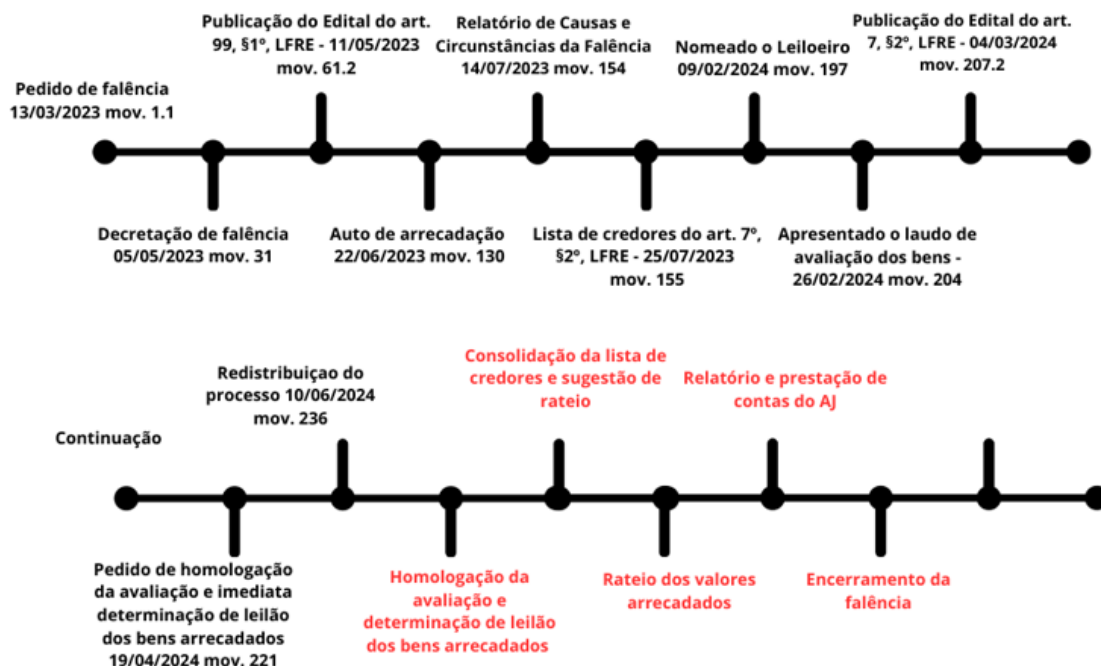 Pedido de falência
13/03/2023 mov. 1.1
Decretação de falência
05/05/2023 mov. 31
Publicação do Edital do art.
99, §1º, LFRE - 11/05/2023
mov. 61.2
Auto de arrecadação
22/06/2023 mov. 130
Relatório de Causas e
Circunstâncias da Falência
14/07/2023 mov. 154
Lista de credores do art. 7º,
§2º, LFRE - 25/07/2023
mov. 155
Nomeado o Leiloeiro
09/02/2024 mov. 197
Apresentado o laudo de
avaliação dos bens -
26/02/2024 mov. 204
Publicação do Edital do art.
7, §2º, LFRE - 04/03/2024
mov. 207.2
Continuação
Pedido de homologação
da avaliação e imediata
determinação de leilão
dos bens arrecadados
19/04/2024 mov. 221
Redistribuiçao do
processo 10/06/2024
mov. 236
Homologação da
avaliação e
determinação de leilão
dos bens arrecadados
Consolidação da lista de
credores e sugestão de
rateio
Rateio dos valores
arrecadados
Relatório e prestação de
contas do AJ
Encerramento da
falência